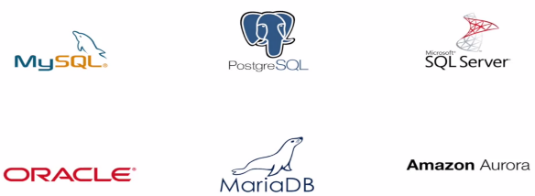 MySQL®
PostgreSQL
Microsoft®
SQL Server®
ORACLE®
MariaDB
Amazon Aurora